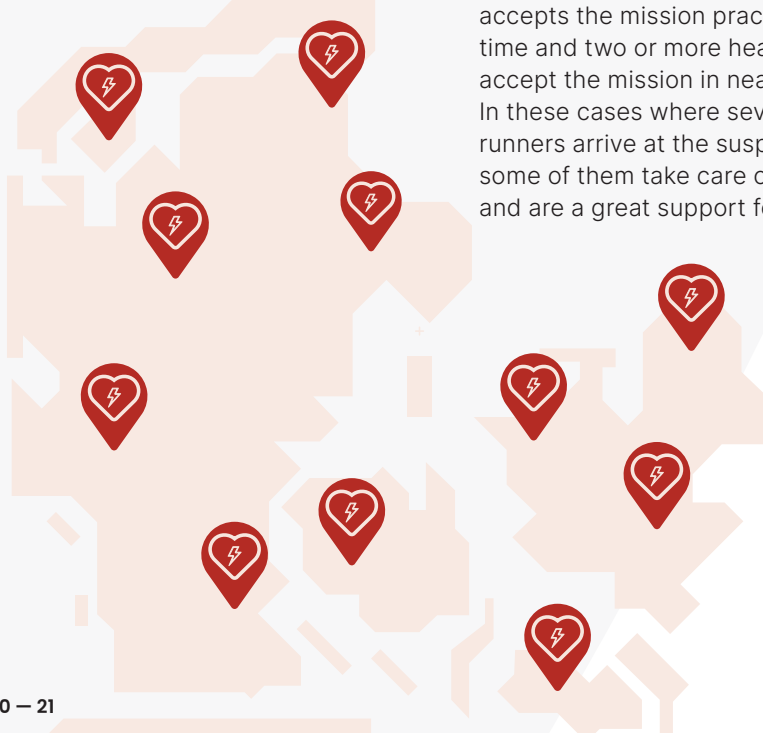 accepts the mission prac
time and two or more hea
accept the mission in nea
In these cases where sev
runners arrive at the susp
some of them take care o
and are a great support f
0 — 21